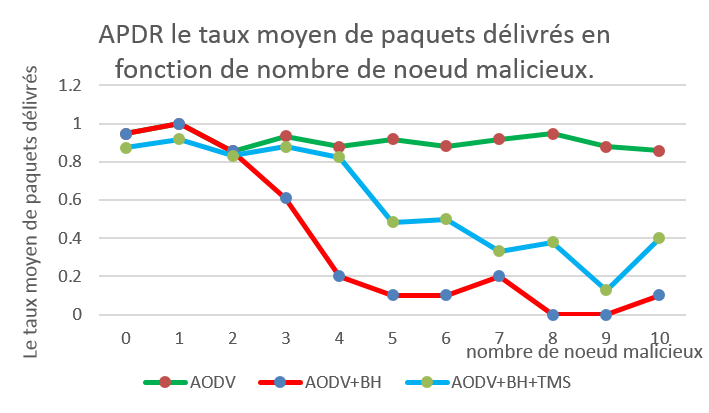 APDR le taux moyen de paquets délivrés en
fonction de nombre de noeud malicieux.
Le taux moyen de paquets délivrés
1.2
1
0.8
0.6
0.4
0.2
0
0 1 2 3 4 5 6 7 8 9 10
nombre de noeud malicieux
AODV AODV+BH AODV+BH+TMS